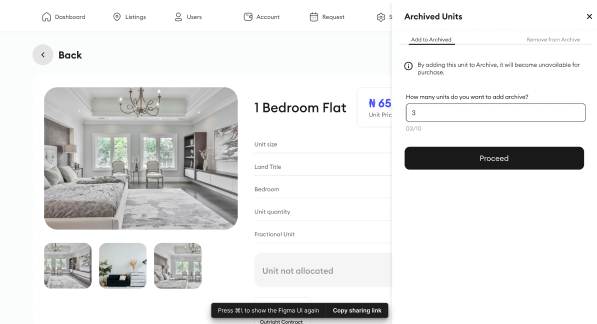 Dashboard
Listings
Users
Account
Request
S
Archived Units
Back
Add to Archived
Remove from Archive
By adding this unit to Archive, it will become unavailable for
purchase.
How many units do you want to add archive?
3
03/10
Proceed
1 Bedroom Flat
₦ 65
Unit Pric
Unit size
Land Title
Bedroom
Unit quantity
Fractional Unit
Unit not allocated
Press ⌘\ to show the Figma UI again
Copy sharing link
Outright Contract